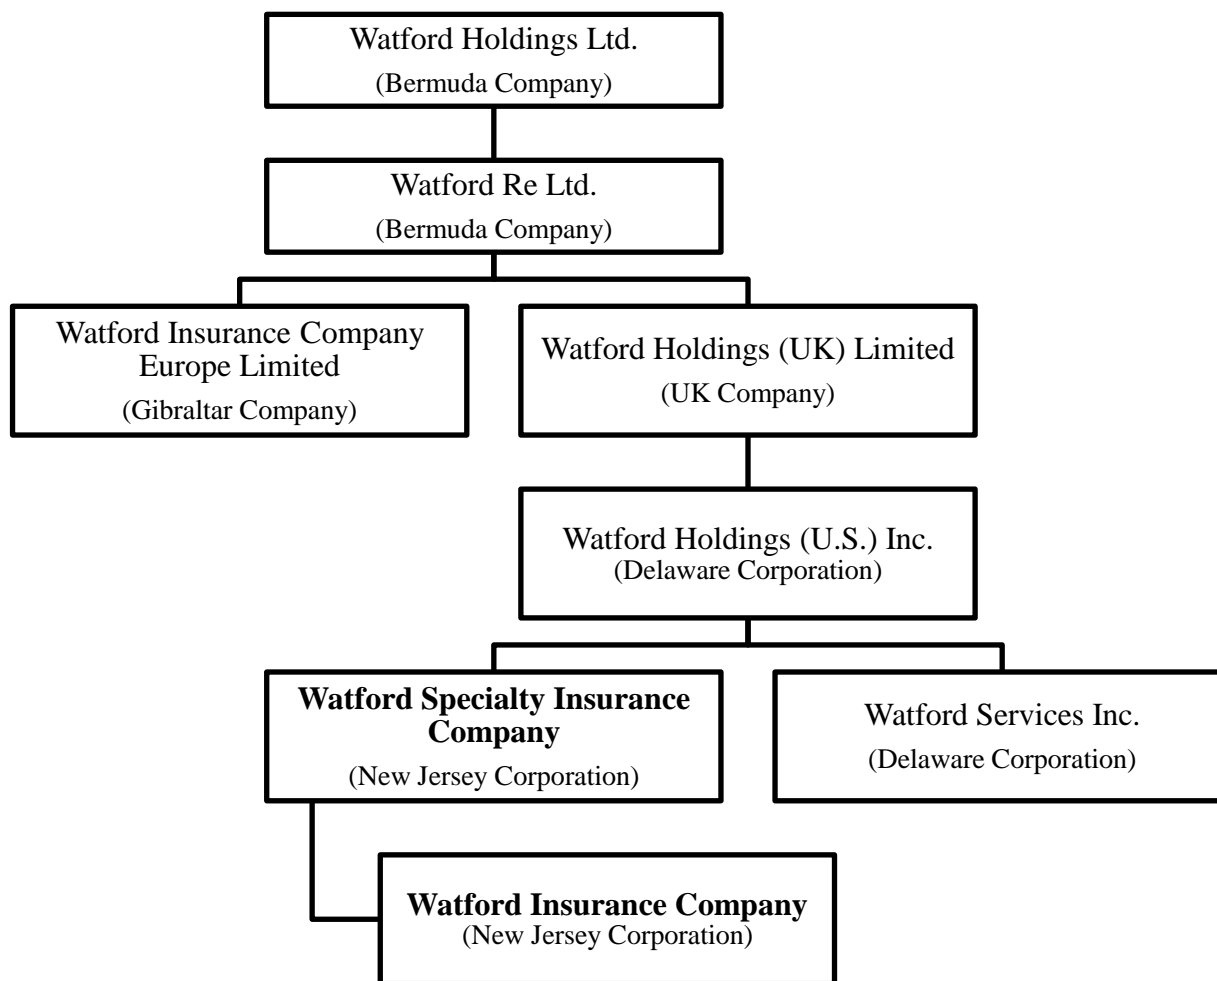 Watford Holdings Ltd.
(Bermuda Company)
Watford Re Ltd.
(Bermuda Company)
Watford Insurance Company
Europe Limited
(Gibraltar Company)
Watford Holdings (UK) Limited
(UK Company)
Watford Holdings (U.S.) Inc.
(Delaware Corporation)
Watford Specialty Insurance
Company
(New Jersey Corporation)
Watford Services Inc.
(Delaware Corporation)
Watford Insurance Company
(New Jersey Corporation)